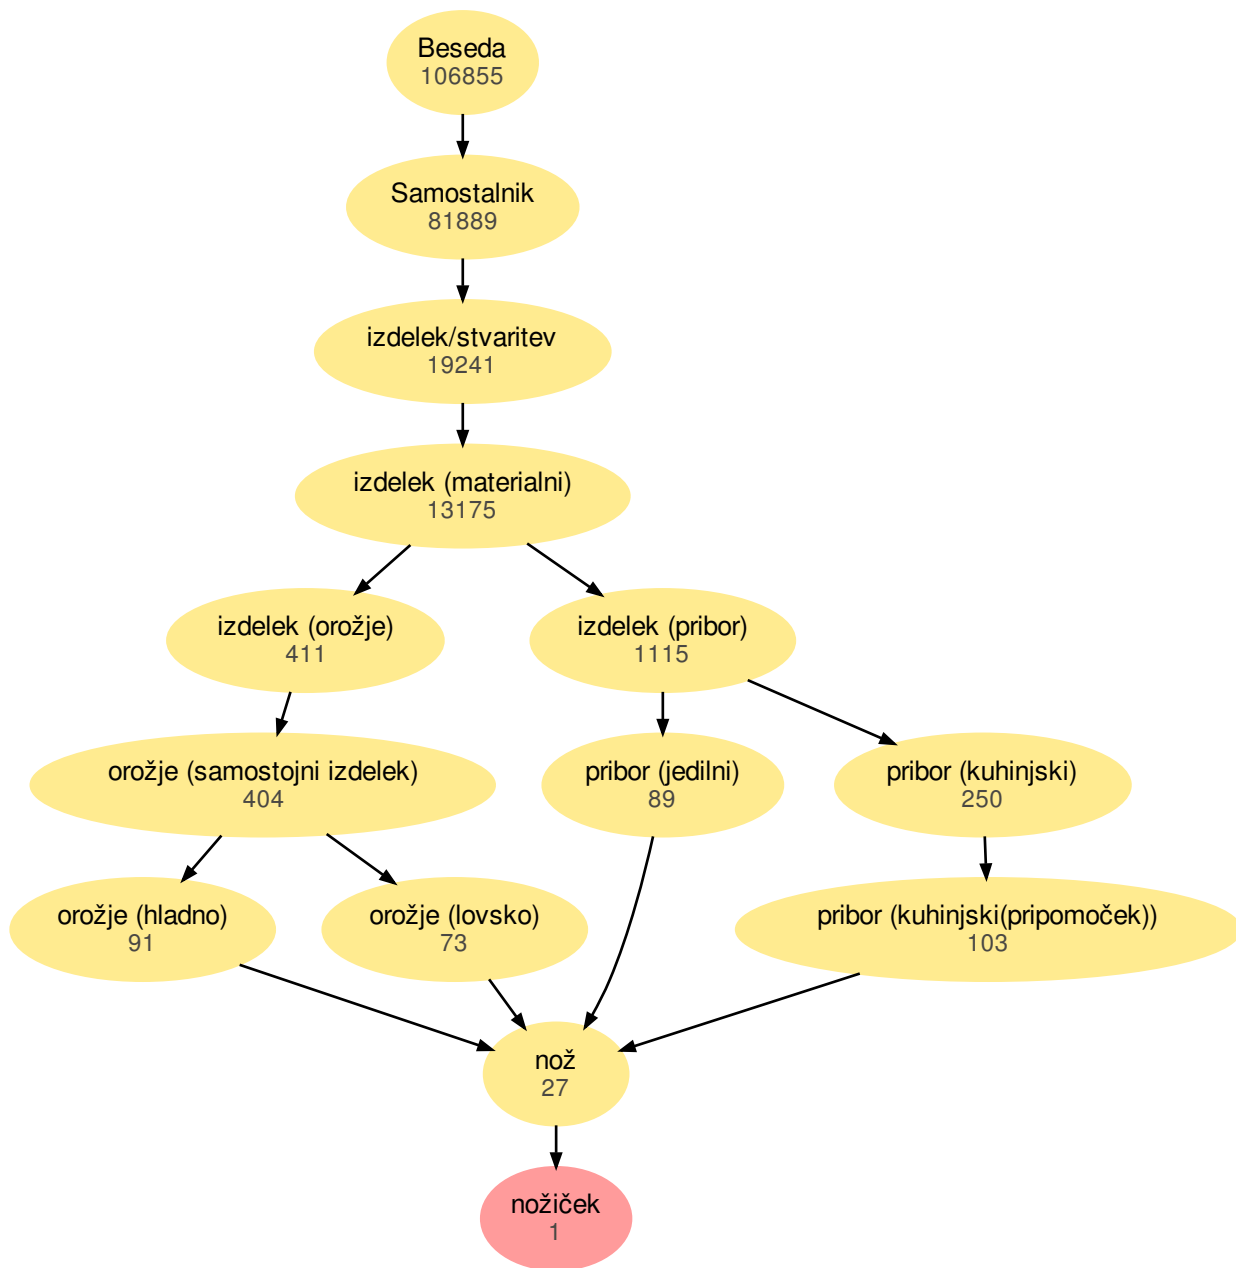 Beseda
106855
Samostalnik
81889
izdelek/stvaritev
19241
izdelek (materialni)
13175
izdelek (orožje)
411
izdelek (pribor)
1115
orožje (samostojni izdelek)
404
pribor (jedilni)
89
pribor (kuhinjski)
250
orožje (hladno)
91
orožje (lovsko)
73
pribor (kuhinjski(pripomoček))
103
nož
27
nožiček
1